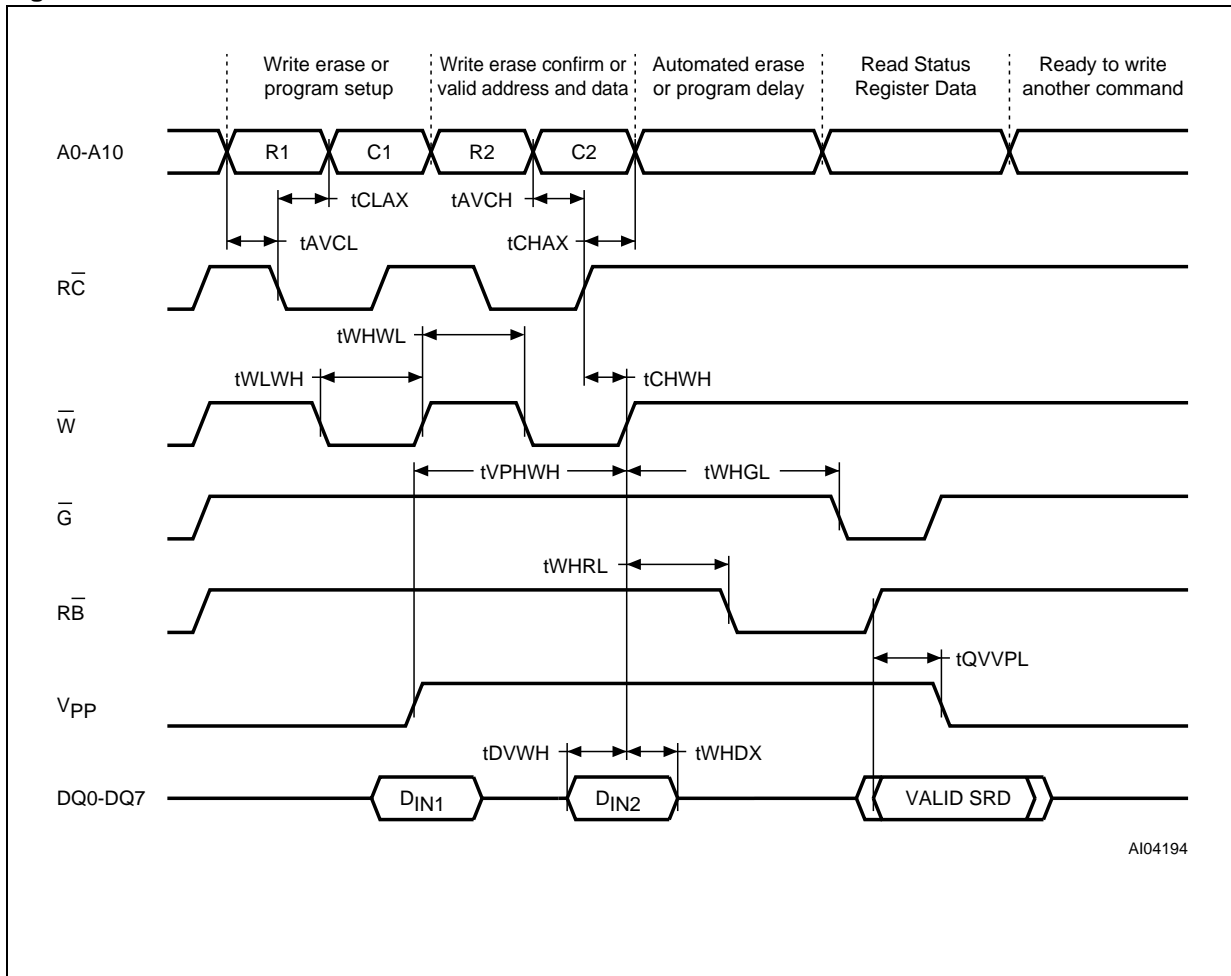 Write erase or
program setup
Write erase confirm or
valid address and data
Automated erase
or program delay
Read Status
Register Data
Ready to write
another command
A0-A10
R1
C1
R2
C2
tCLAX
tAVCH
tAVCL
tCHAX
RC̅
tWHWL
tWLWH
tCHWH
W̅
tVPHWH
tWHGL
G̅
tWHRL
RB̅
tQVVPL
VPP
tDVWH
tWHDX
DQ0-DQ7
DIN1
DIN2
VALID SRD
AI04194